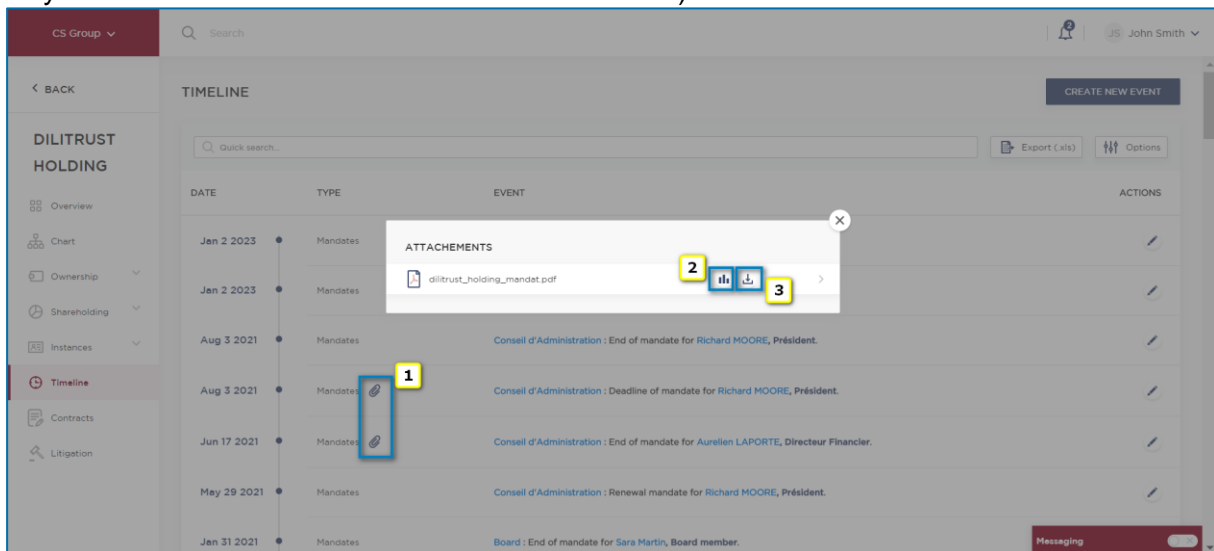 CS Group
Search
2
JS John Smith
BACK
TIMELINE
CREATE NEW EVENT
DILITRUST
HOLDING
Quick search...
Export (.xls)
Options
DATE TYPE EVENT ACTIONS
Overview
Chart
Ownership
Shareholding
Instances
Timeline
Contracts
Litigation
Jan 2 2023 Mandates
ATTACHEMENTS
dilitrust_holding_mandat.pdf
2
3
Jan 2 2023 Mandates
Aug 3 2021 Mandates Conseil d'Administration : End of mandate for Richard MOORE, Président.
1
Aug 3 2021 Mandates Conseil d'Administration : Deadline of mandate for Richard MOORE, Président.
Jun 17 2021 Mandates Conseil d'Administration : End of mandate for Aurelien LAPORTE, Directeur Financier.
May 29 2021 Mandates Conseil d'Administration : Renewal mandate for Richard MOORE, Président.
Jan 31 2021 Mandates Board : End of mandate for Sara Martin, Board member.
Messaging